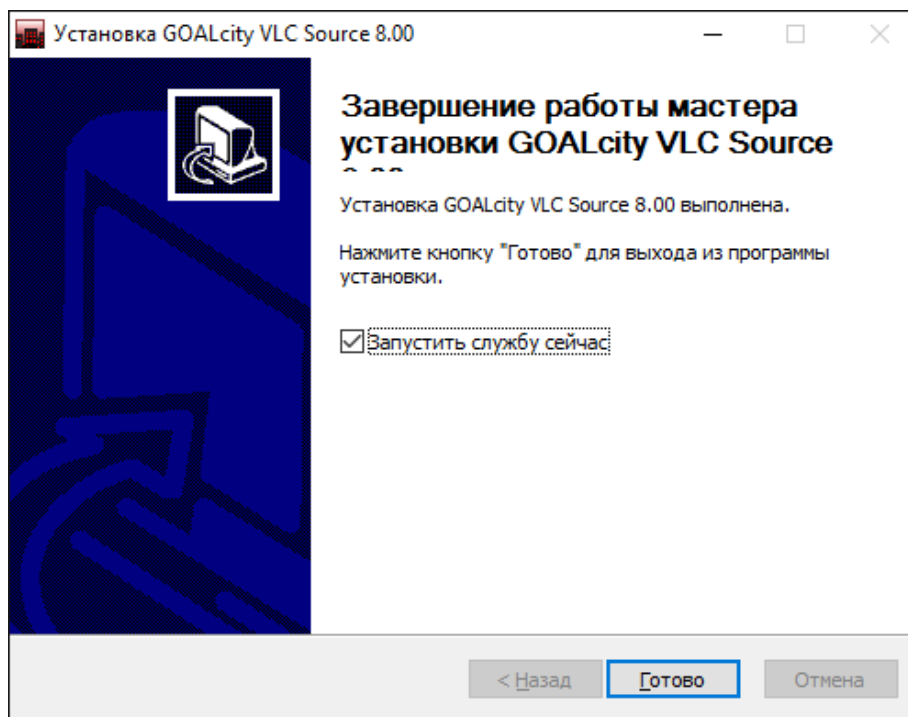 Установка GOALcity VLC Source 8.00
Завершение работы мастера
установки GOALcity VLC Source
Установка GOALcity VLC Source 8.00 выполнена.
Нажмите кнопку "Готово" для выхода из программы
установки.
Запустить службу сейчас
< Назад
Готово
Отмена